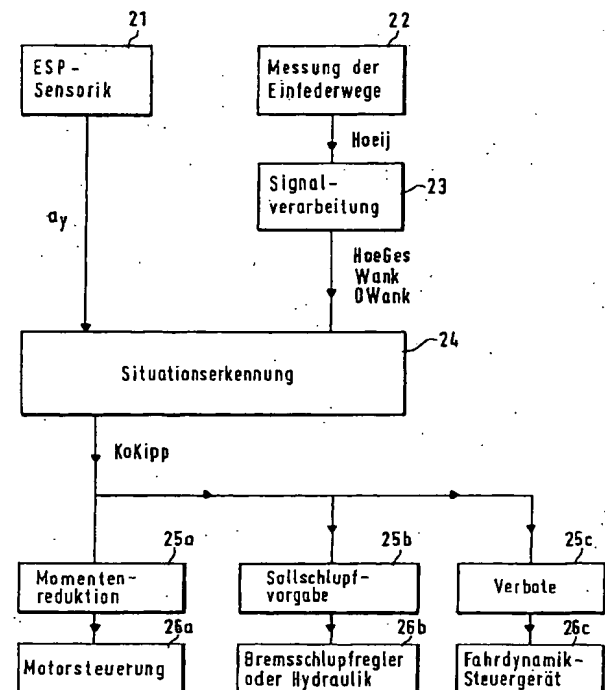 21
ESP-
Sensorik
22
Messung der
Einfederwege
Hoeij
23
Signal-
verarbeitung
ay
HoeGes
Wank
DWank
24
Situationserkennung
KoKipp
25a
Momenten-
reduktion
25b
Sollschlupf-
vorgabe
25c
Verbote
26a
Motorsteuerung
26b
Bremsschlupfregler
oder Hydraulik
26c
Fahrdynamik-
Steuergerät